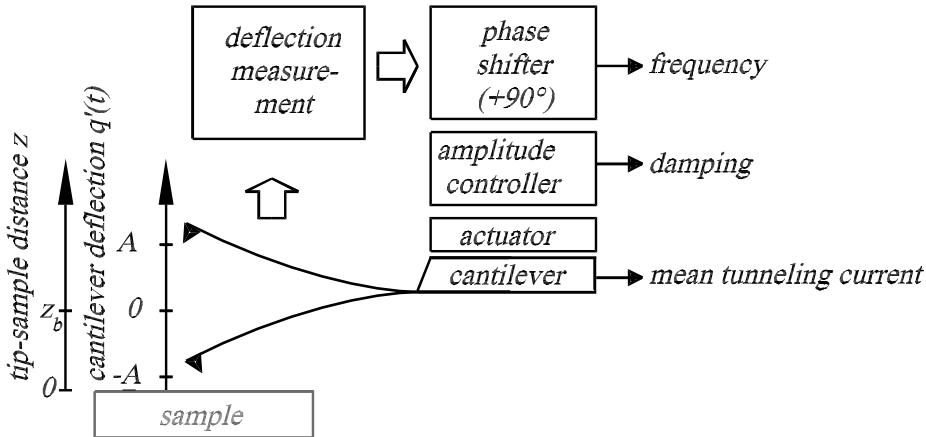 deflection
measure-
ment
phase
shifter
(+90°)
frequency
amplitude
controller
damping
actuator
cantilever
mean tunneling current
tip-sample distance z
cantilever deflection q'(t)
A
z_b
0
-A
0
sample